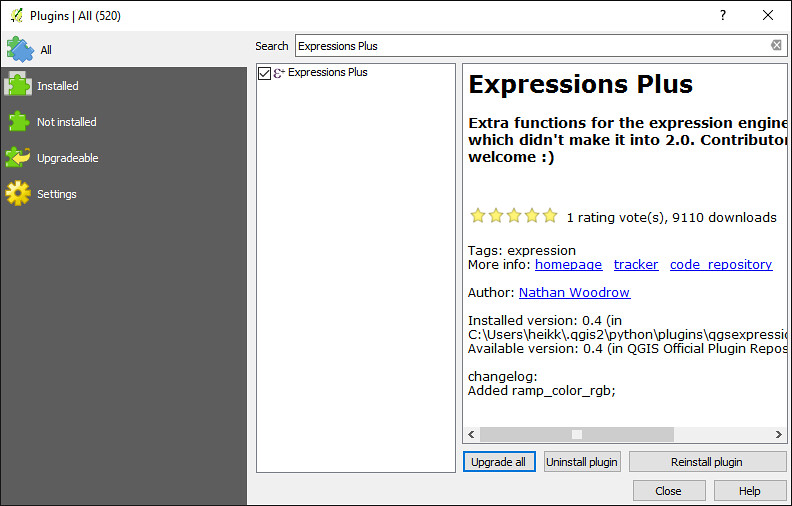 Plugins | All (520)
?
All
Installed
Not installed
Upgradeable
Settings
Search
Expressions Plus
Expressions Plus
Expressions Plus
Extra functions for the expression engine
which didn't make it into 2.0. Contributor
welcome :)
1 rating vote(s), 9110 downloads
Tags: expression
More info: homepage tracker code_repository
Author: Nathan Woodrow
Installed version: 0.4 (in
C:\Users\heikk\.qgis2\python\plugins\qgsexpressio
Available version: 0.4 (in QGIS Official Plugin Repos
changelog:
Added ramp_color_rgb;
Upgrade all
Uninstall plugin
Reinstall plugin
Close
Help